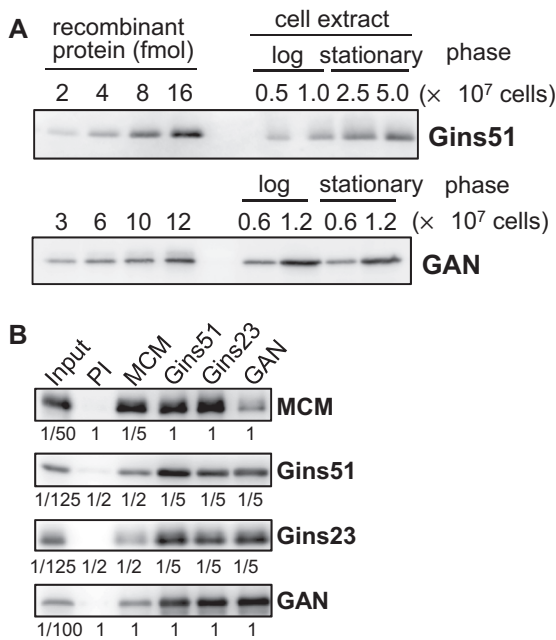 A
recombinant protein (fmol)
cell extract
log stationary phase
2 4 8 16 0.5 1.0 2.5 5.0 (× 10⁷ cells)
Gins51
log stationary phase
3 6 10 12 0.6 1.2 0.6 1.2 (× 10⁷ cells)
GAN
B
Input PI MCM Gins51 Gins23 GAN
MCM
1/50 1 1/5 1 1 1
Gins51
1/125 1/2 1/2 1/5 1/5 1/5
Gins23
1/125 1/2 1/2 1/5 1/5 1/5
GAN
1/100 1 1 1 1 1